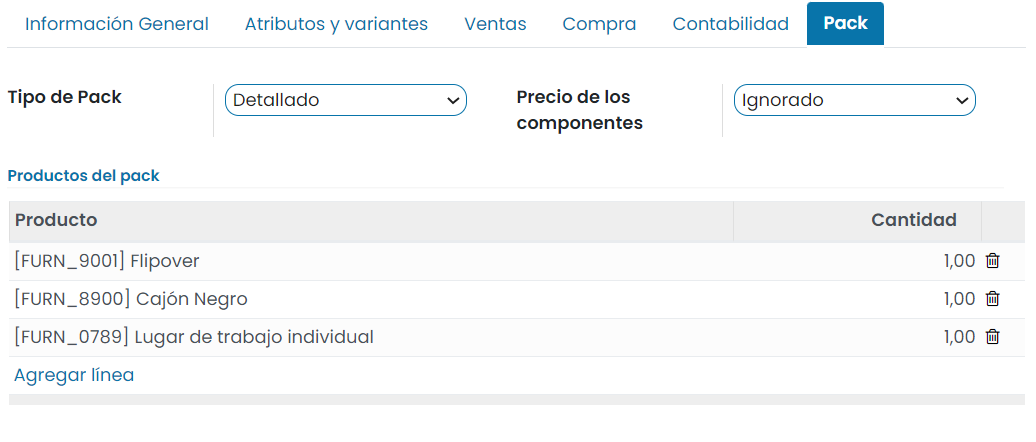 Información General Atributos y variantes Ventas Compra Contabilidad Pack
Tipo de Pack Detallado Precio de los componentes Ignorado
Productos del pack
Producto Cantidad
[FURN_9001] Flipover 1,00
[FURN_8900] Cajón Negro 1,00
[FURN_0789] Lugar de trabajo individual 1,00
Agregar línea